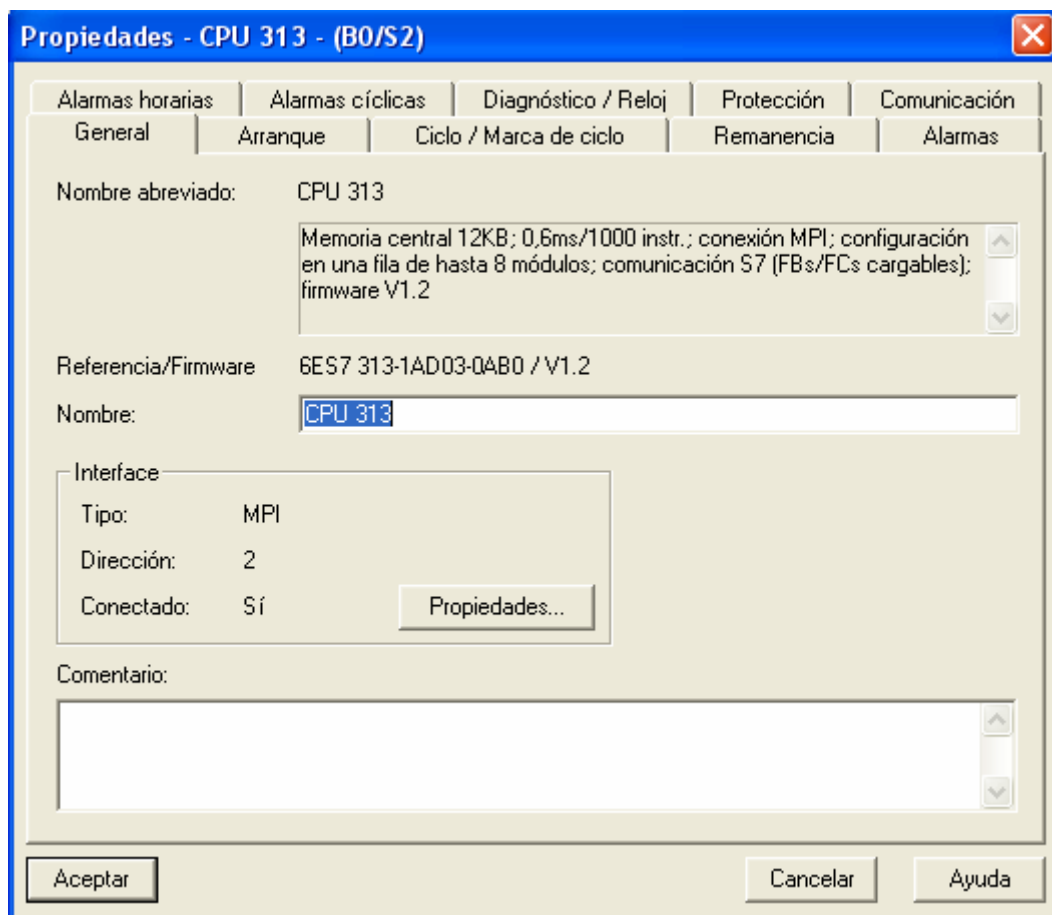 Propiedades - CPU 313 - (B0/S2)
Alarmas horarias Alarmas cíclicas Diagnóstico / Reloj Protección Comunicación
General Arranque Ciclo / Marca de ciclo Remanencia Alarmas
Nombre abreviado: CPU 313
Memoria central 12KB; 0,6ms/1000 instr.; conexión MPI; configuración
en una fila de hasta 8 módulos; comunicación S7 (FBs/FCs cargables);
firmware V1.2
Referencia/Firmware 6ES7 313-1AD03-0AB0 / V1.2
Nombre: CPU 313
Interface
Tipo: MPI
Dirección: 2
Conectado: Sí Propiedades...
Comentario:
Aceptar Cancelar Ayuda